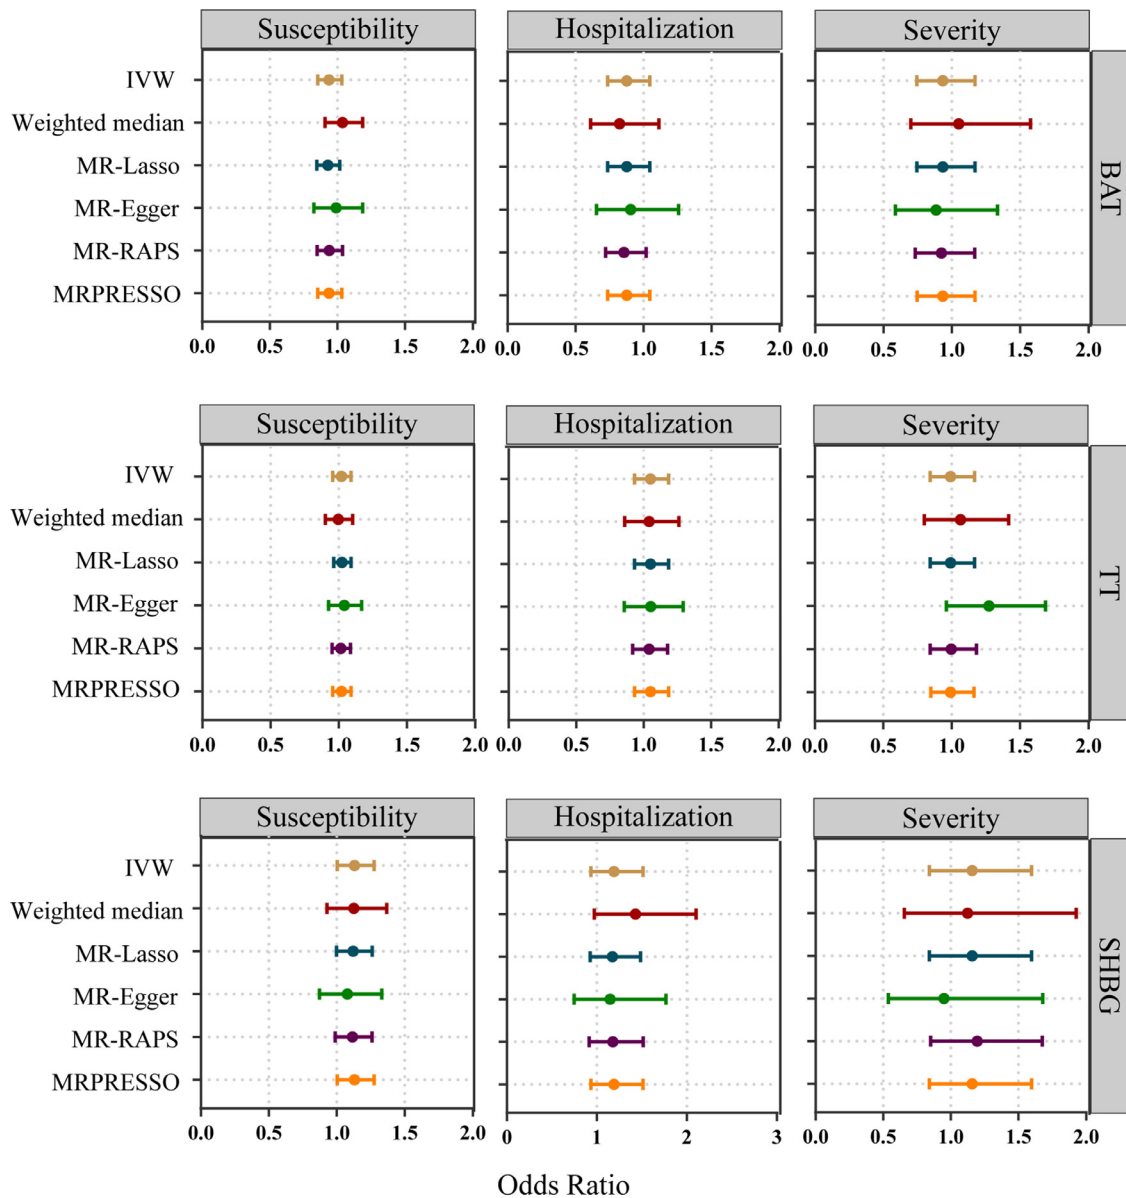 Susceptibility Hospitalization Severity
IVW
Weighted median
MR-Lasso
MR-Egger
MR-RAPS
MRPRESSO
BAT
0.0 0.5 1.0 1.5 2.0 0.0 0.5 1.0 1.5 2.0 0.0 0.5 1.0 1.5 2.0
Susceptibility Hospitalization Severity
IVW
Weighted median
MR-Lasso
MR-Egger
MR-RAPS
MRPRESSO
TT
0.0 0.5 1.0 1.5 2.0 0.0 0.5 1.0 1.5 2.0 0.0 0.5 1.0 1.5 2.0
Susceptibility Hospitalization Severity
IVW
Weighted median
MR-Lasso
MR-Egger
MR-RAPS
MRPRESSO
SHBG
0.0 0.5 1.0 1.5 2.0 0 1 2 3 0.0 0.5 1.0 1.5 2.0
Odds Ratio